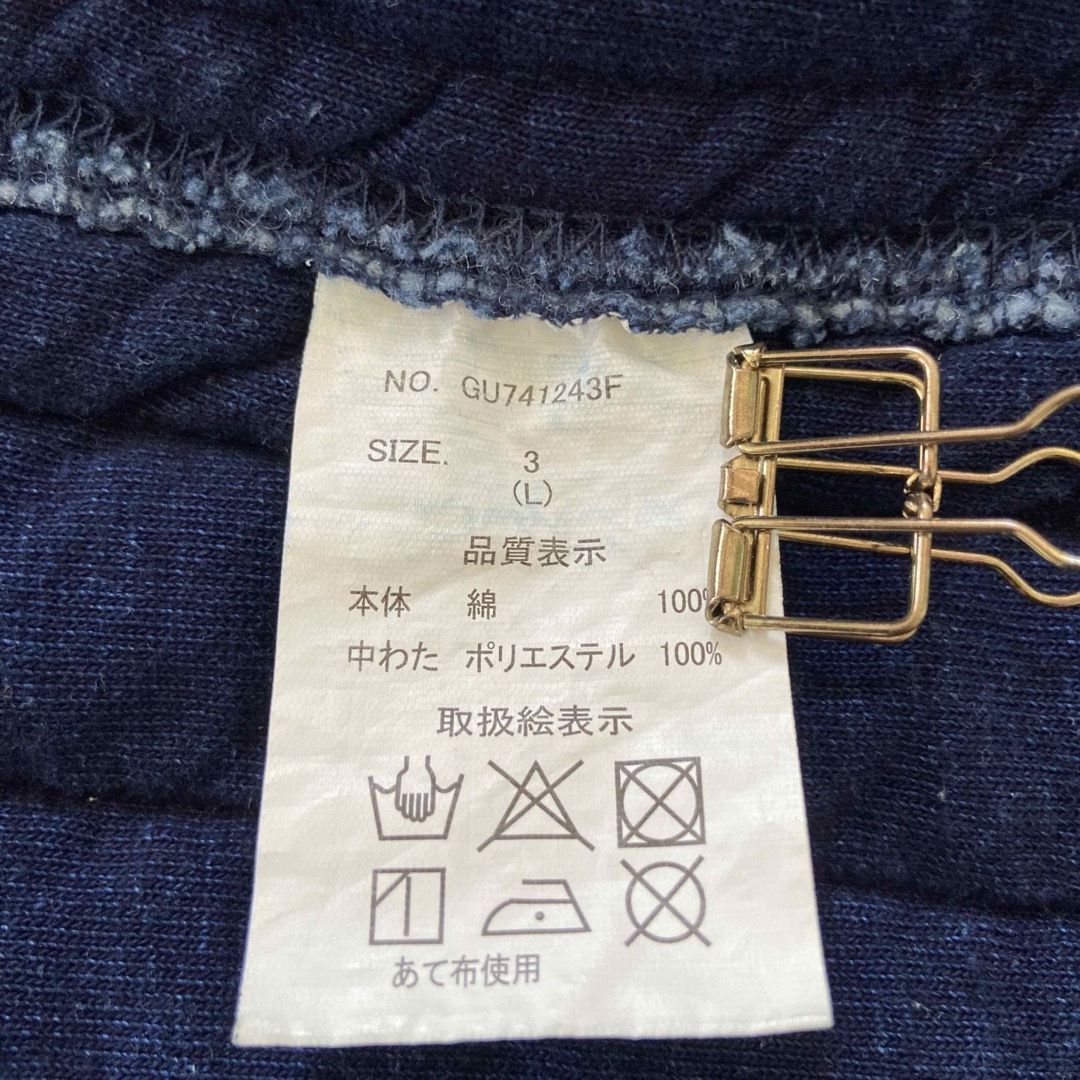 NO. GU741243F
SIZE. 3
(L)
品質表示
本体 綿 100%
中わた ポリエステル 100%
取扱絵表示
あて布使用